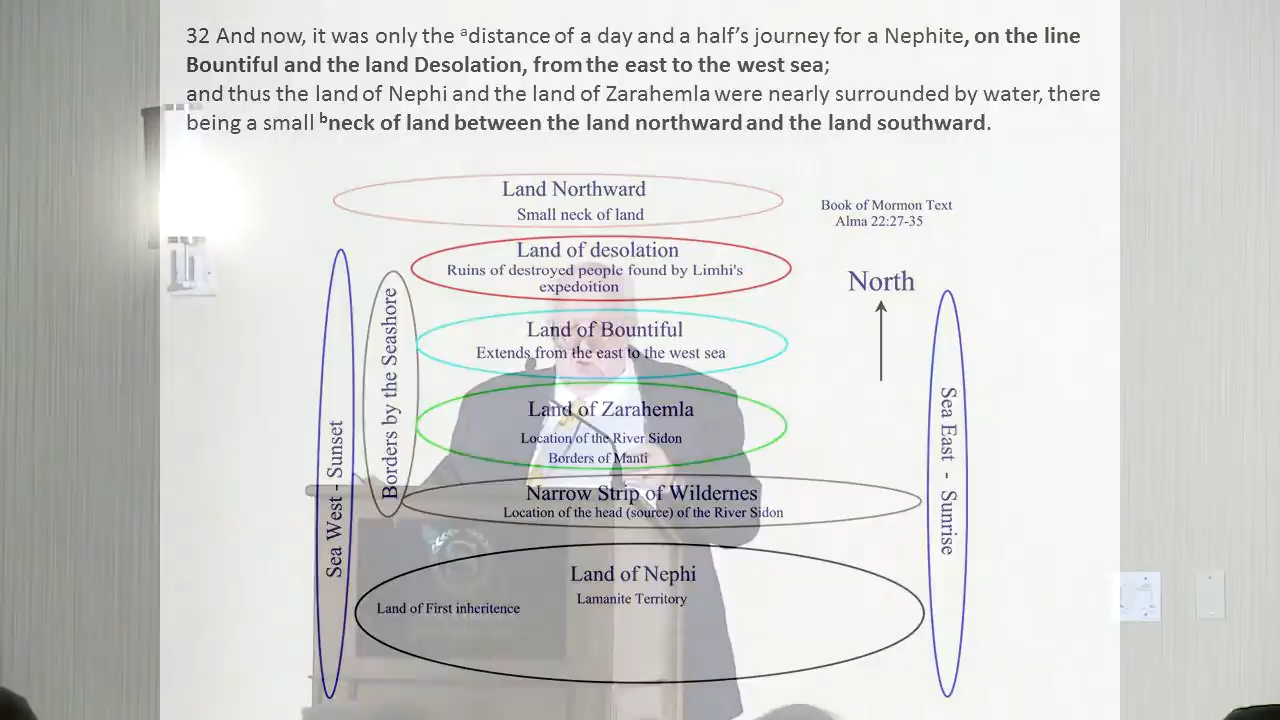 32 And now, it was only the adistance of a day and a half’s journey for a Nephite, on the line
Bountiful and the land Desolation, from the east to the west sea;
and thus the land of Nephi and the land of Zarahemla were nearly surrounded by water, there
being a small bneck of land between the land northward and the land southward.
Land Northward
Small neck of land
Book of Mormon Text
Alma 22:27-35
Land of desolation
Ruins of destroyed people found by Limhi's
expedoition
North
Land of Bountiful
Extends from the east to the west sea
Borders by the Seashore
Land of Zarahemla
Location of the River Sidon
Borders of Manti
Sea West - Sunset
Sea East - Sunrise
Narrow Strip of Wildernes
Location of the head (source) of the River Sidon
Land of Nephi
Lamanite Territory
Land of First inheritence